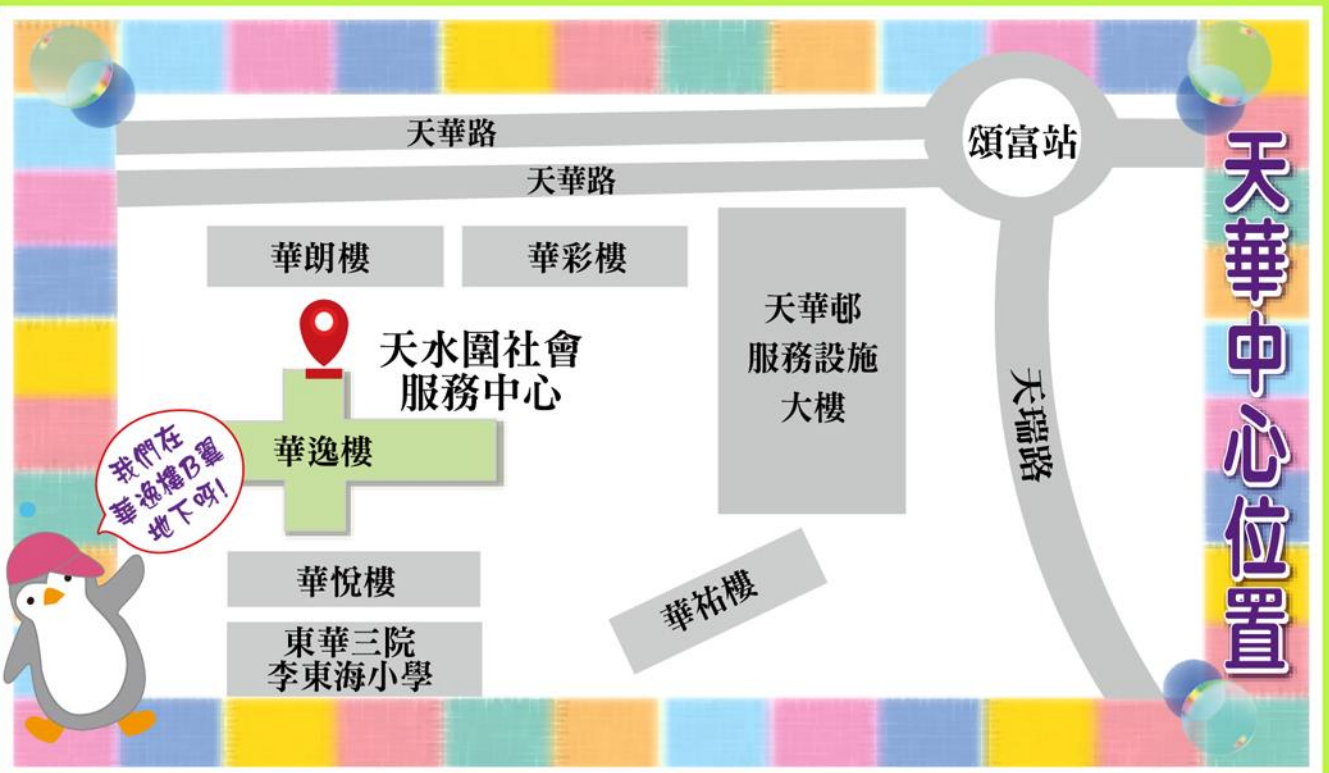 天華路
天華路
頌富站
華朗樓
華彩樓
天華邨
服務設施
大樓
天水圍社會
服務中心
華逸樓
天瑞路
我們在
華逸樓B翼
地下呀!
華悅樓
華祐樓
東華三院
李東海小學
天華中心位置